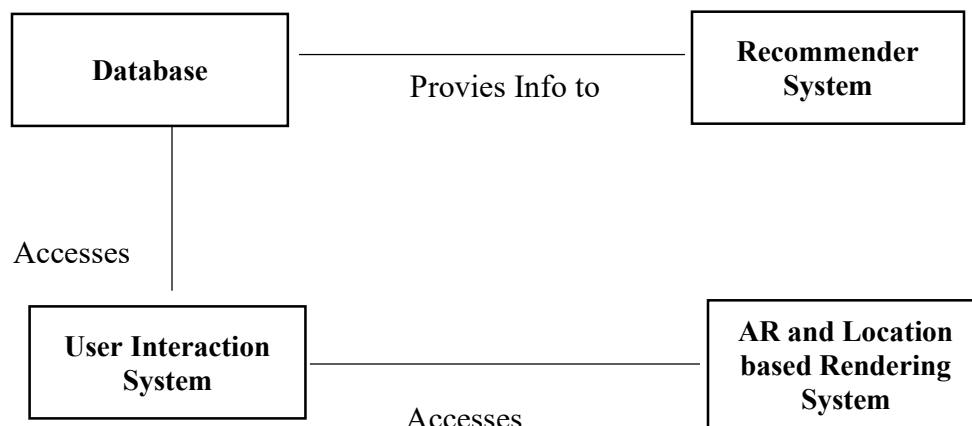 Database
Recommender
System
Provies Info to
Accesses
User Interaction
System
AR and Location
based Rendering
System
Accesses